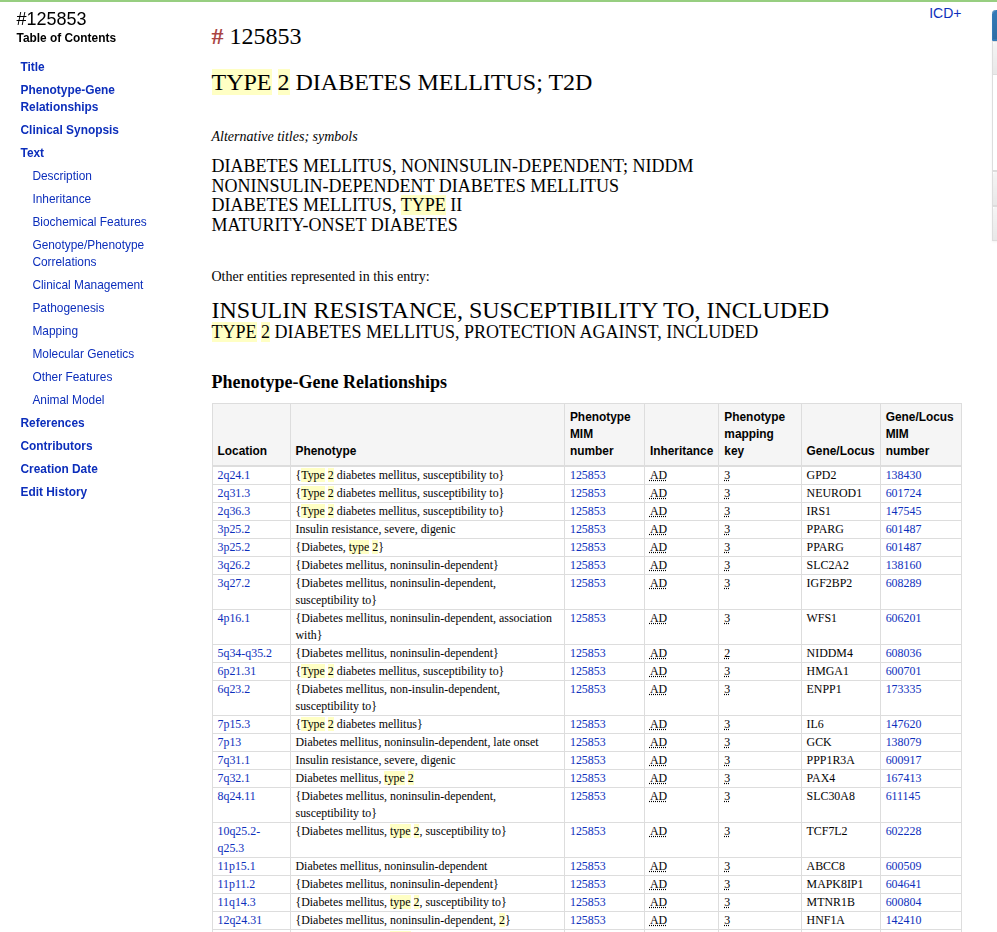 #125853
Table of Contents
Title
Phenotype-Gene
Relationships
Clinical Synopsis
Text
Description
Inheritance
Biochemical Features
Genotype/Phenotype
Correlations
Clinical Management
Pathogenesis
Mapping
Molecular Genetics
Other Features
Animal Model
References
Contributors
Creation Date
Edit History
ICD+
# 125853
TYPE 2 DIABETES MELLITUS; T2D
Alternative titles; symbols
DIABETES MELLITUS, NONINSULIN-DEPENDENT; NIDDM
NONINSULIN-DEPENDENT DIABETES MELLITUS
DIABETES MELLITUS, TYPE II
MATURITY-ONSET DIABETES
Other entities represented in this entry:
INSULIN RESISTANCE, SUSCEPTIBILITY TO, INCLUDED
TYPE 2 DIABETES MELLITUS, PROTECTION AGAINST, INCLUDED
Phenotype-Gene Relationships
Location Phenotype Phenotype MIM number Inheritance Phenotype mapping key Gene/Locus Gene/Locus MIM number
2q24.1 {Type 2 diabetes mellitus, susceptibility to} 125853 AD 3 GPD2 138430
2q31.3 {Type 2 diabetes mellitus, susceptibility to} 125853 AD 3 NEUROD1 601724
2q36.3 {Type 2 diabetes mellitus, susceptibility to} 125853 AD 3 IRS1 147545
3p25.2 Insulin resistance, severe, digenic 125853 AD 3 PPARG 601487
3p25.2 {Diabetes, type 2} 125853 AD 3 PPARG 601487
3q26.2 {Diabetes mellitus, noninsulin-dependent} 125853 AD 3 SLC2A2 138160
3q27.2 {Diabetes mellitus, noninsulin-dependent, 125853 AD 3 IGF2BP2 608289
susceptibility to}
4p16.1 {Diabetes mellitus, noninsulin-dependent, association 125853 AD 3 WFS1 606201
with}
5q34-q35.2 {Diabetes mellitus, noninsulin-dependent} 125853 AD 2 NIDDM4 608036
6p21.31 {Type 2 diabetes mellitus, susceptibility to} 125853 AD 3 HMGA1 600701
6q23.2 {Diabetes mellitus, non-insulin-dependent, 125853 AD 3 ENPP1 173335
susceptibility to}
7p15.3 {Type 2 diabetes mellitus} 125853 AD 3 IL6 147620
7p13 Diabetes mellitus, noninsulin-dependent, late onset 125853 AD 3 GCK 138079
7q31.1 Insulin resistance, severe, digenic 125853 AD 3 PPP1R3A 600917
7q32.1 Diabetes mellitus, type 2 125853 AD 3 PAX4 167413
8q24.11 {Diabetes mellitus, noninsulin-dependent, 125853 AD 3 SLC30A8 611145
susceptibility to}
10q25.2- {Diabetes mellitus, type 2, susceptibility to} 125853 AD 3 TCF7L2 602228
q25.3
11p15.1 Diabetes mellitus, noninsulin-dependent 125853 AD 3 ABCC8 600509
11p11.2 {Diabetes mellitus, noninsulin-dependent} 125853 AD 3 MAPK8IP1 604641
11q14.3 {Diabetes mellitus, type 2, susceptibility to} 125853 AD 3 MTNR1B 600804
12q24.31 {Diabetes mellitus, noninsulin-dependent, 2} 125853 AD 3 HNF1A 142410